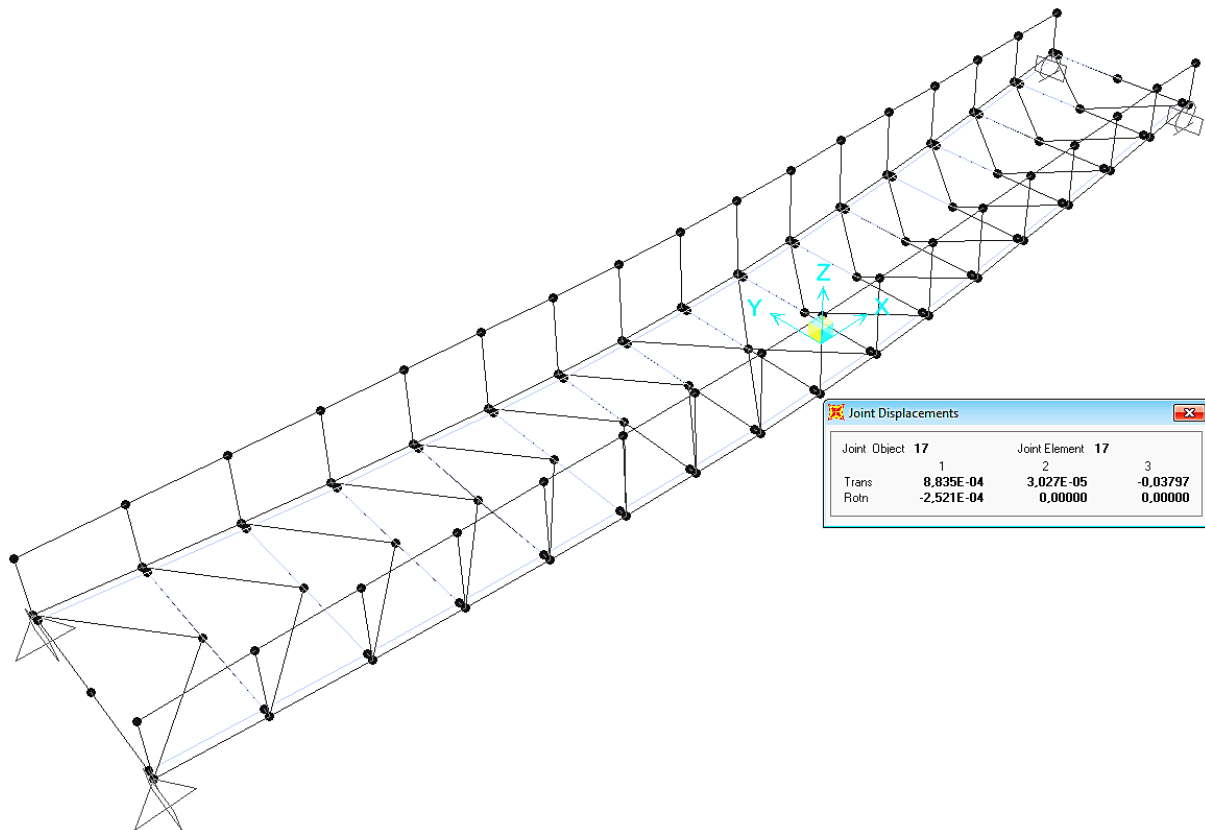 Z
Y X
Joint Displacements
Joint Object 17 Joint Element 17
1 2 3
Trans 8,835E-04 3,027E-05 -0,03797
Rotn -2,521E-04 0,00000 0,00000